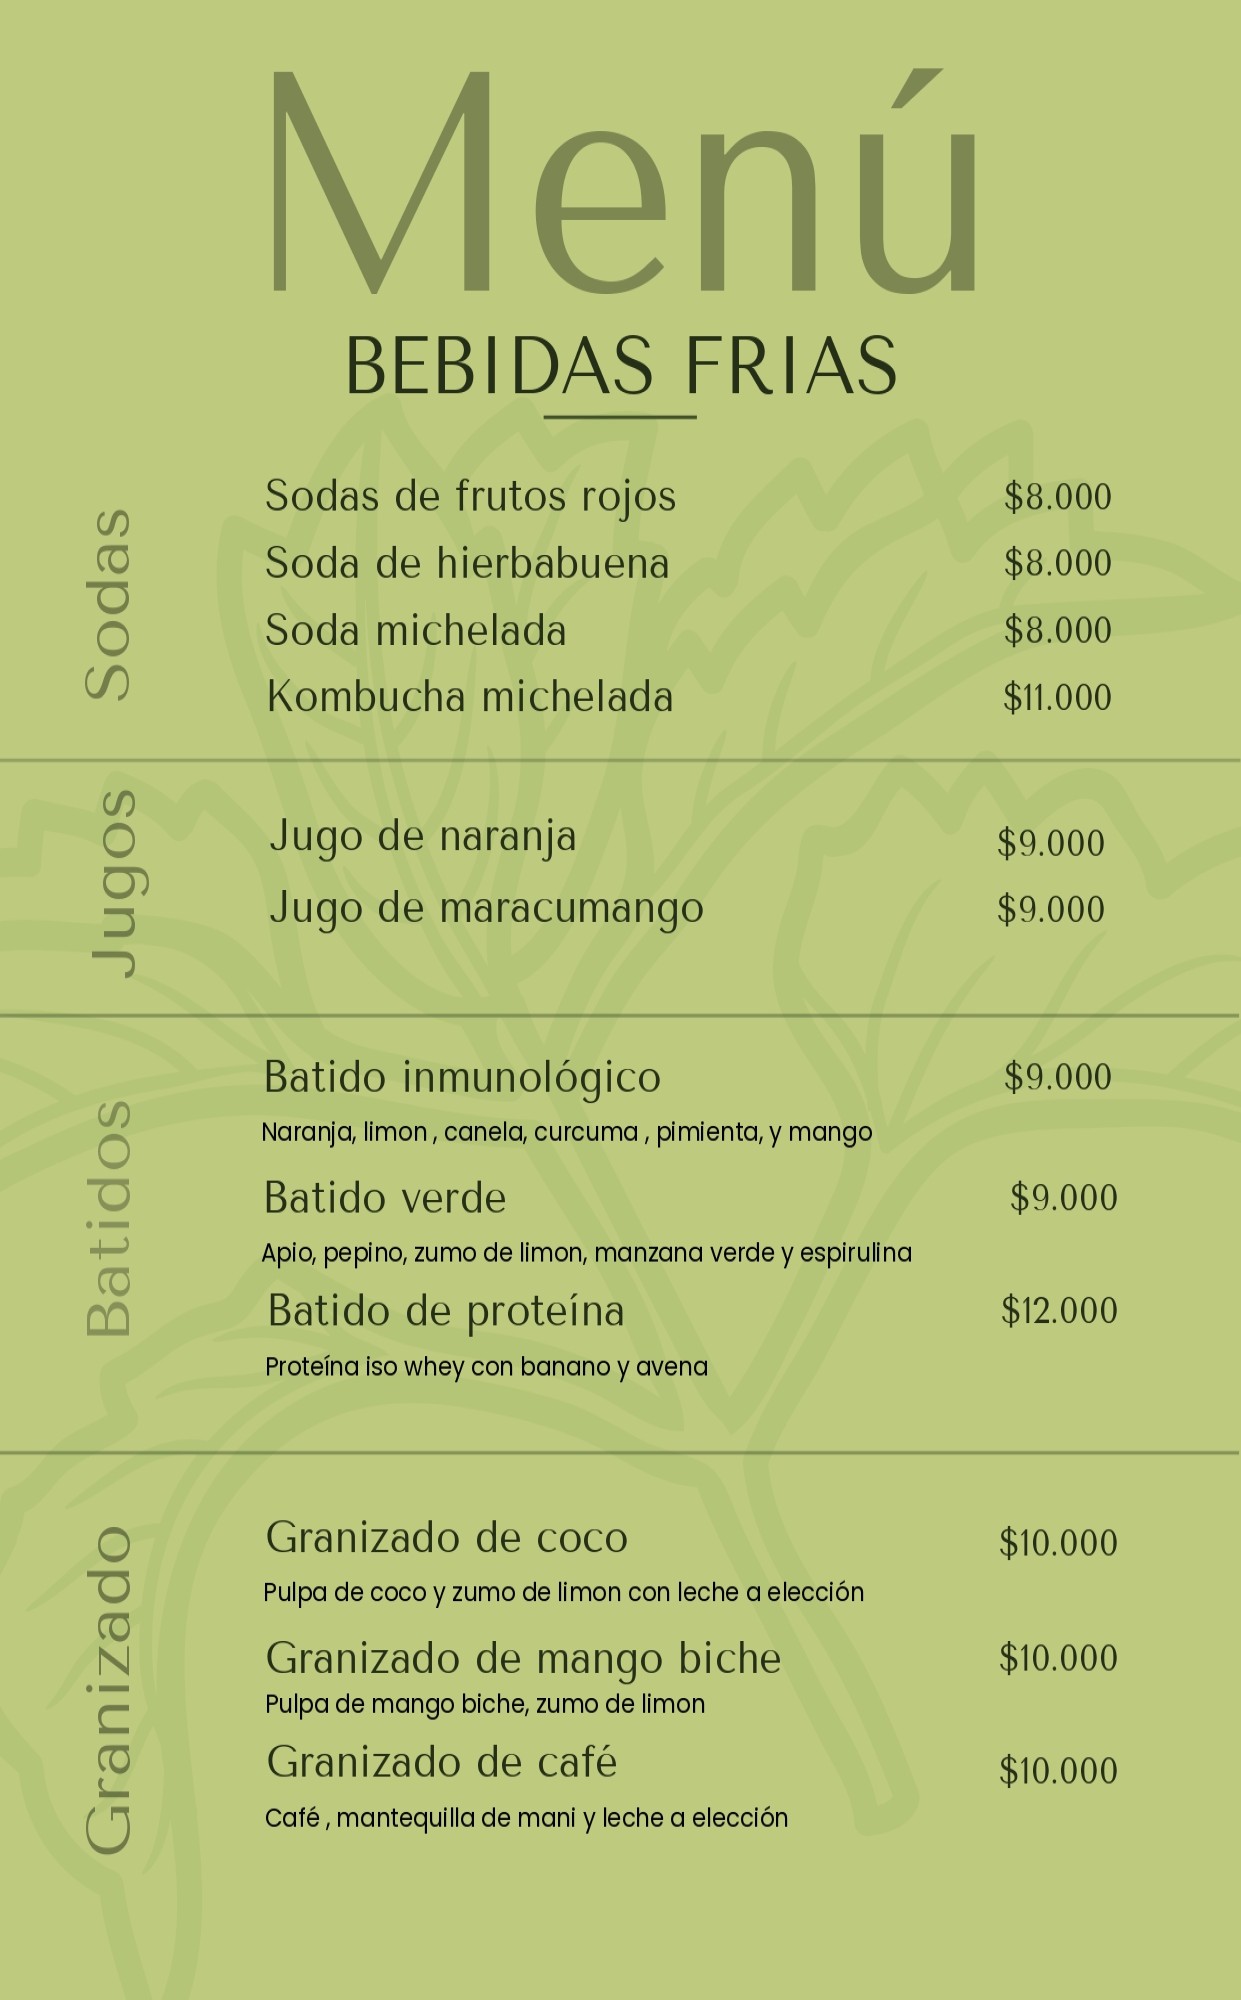 Menú
BEBIDAS FRIAS
Sodas
Sodas de frutos rojos $8.000
Soda de hierbabuena $8.000
Soda michelada $8.000
Kombucha michelada $11.000
Jugos
Jugo de naranja $9.000
Jugo de maracumango $9.000
Batidos
Batido inmunológico $9.000
Naranja, limon , canela, curcuma , pimienta, y mango
Batido verde $9.000
Apio, pepino, zumo de limon, manzana verde y espirulina
Batido de proteína $12.000
Proteína iso whey con banano y avena
Granizado
Granizado de coco $10.000
Pulpa de coco y zumo de limon con leche a elección
Granizado de mango biche $10.000
Pulpa de mango biche, zumo de limon
Granizado de café $10.000
Café , mantequilla de mani y leche a elección